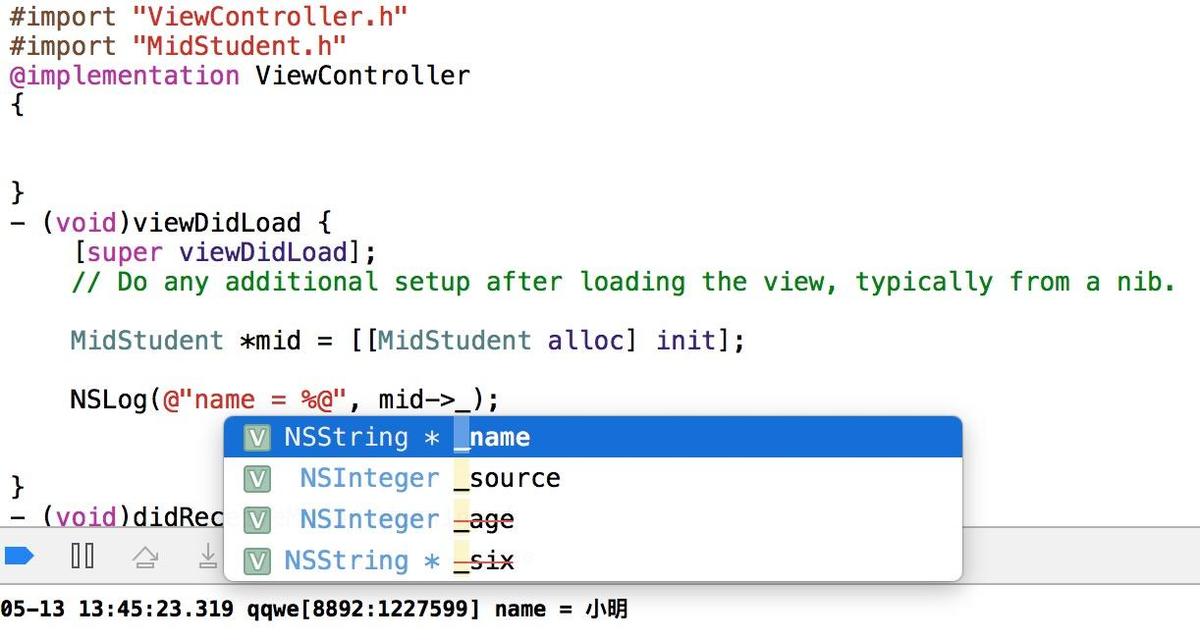 #import "ViewController.h"
#import "MidStudent.h"
@implementation ViewController
{
}
- (void)viewDidLoad {
[super viewDidLoad];
// Do any additional setup after loading the view, typically from a nib.
MidStudent *mid = [[MidStudent alloc] init];
NSLog(@"name = %@", mid->_);
V NSString * _name
V NSInteger _source
V NSInteger _age
V NSString * _six
}
- (void)didRec
05-13 13:45:23.319 qqwe[8892:1227599] name = 小明